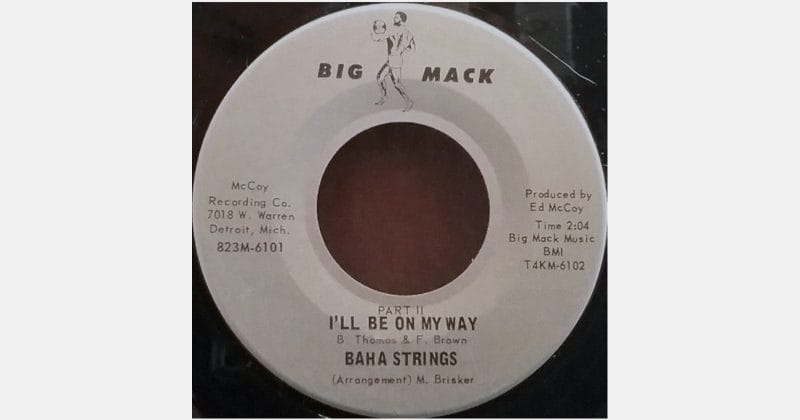 BIG MACK
McCoy
Recording Co.
7018 W. Warren
Detroit, Mich.
823M-6101
Produced by
Ed McCoy
Time 2:04
Big Mack Music
BMI
T4KM-6102
PART II
I'LL BE ON MY WAY
B. Thomas & F. Brown
BAHA STRINGS
(Arrangement) M. Brisker